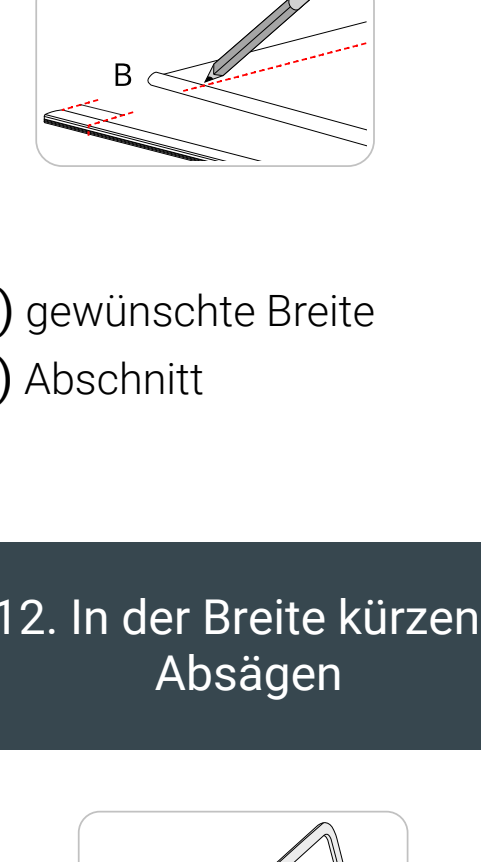 B
) gewünschte Breite
) Abschnitt
12. In der Breite kürzen
Absägen